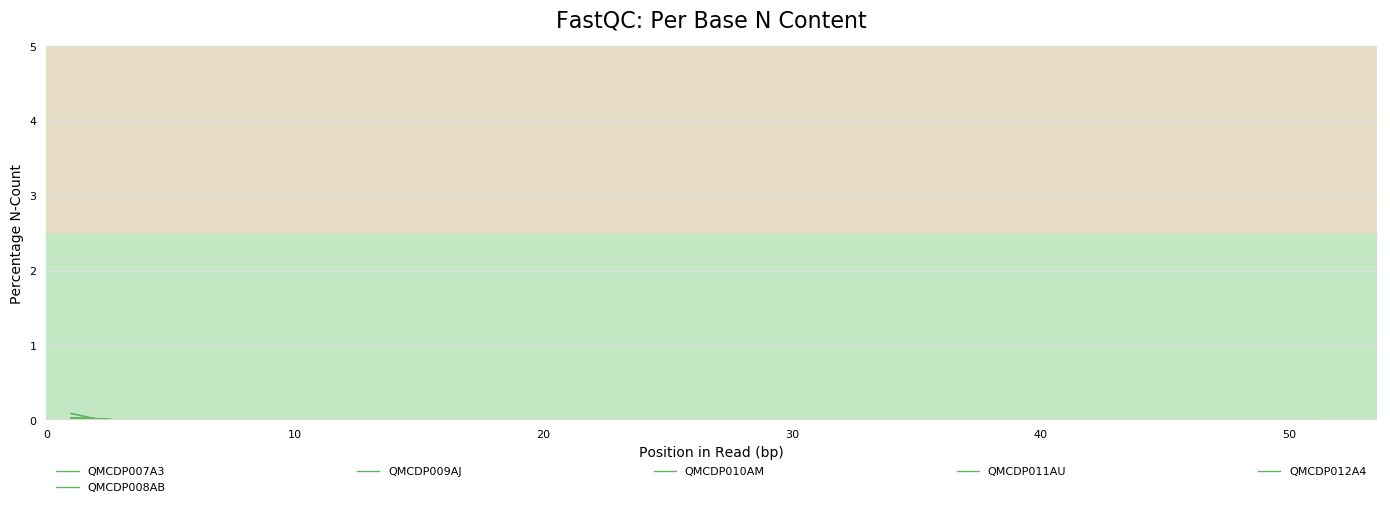 FastQC: Per Base N Content
Percentage N-Count
5
4
3
2
1
0
0 10 20 30 40 50
Position in Read (bp)
QMCDP007A3 QMCDP009AJ QMCDP010AM QMCDP011AU QMCDP012A4
QMCDP008AB